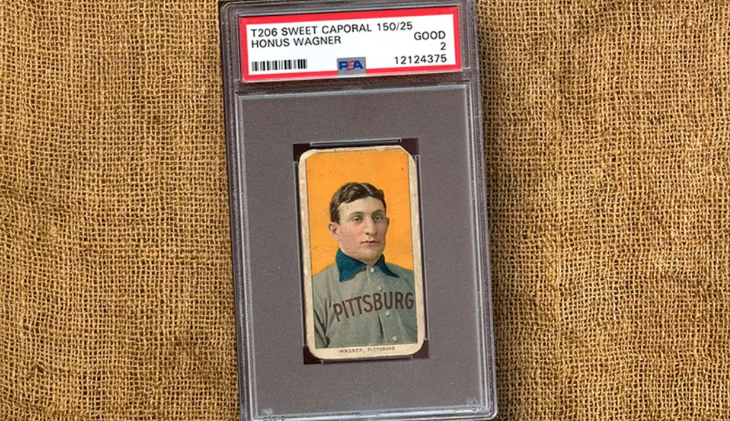 T206 SWEET CAPORAL 150/25
HONUS WAGNER
GOOD
2
PSA
12124375
PITTSBURG
WAGNER, PITTSBURG